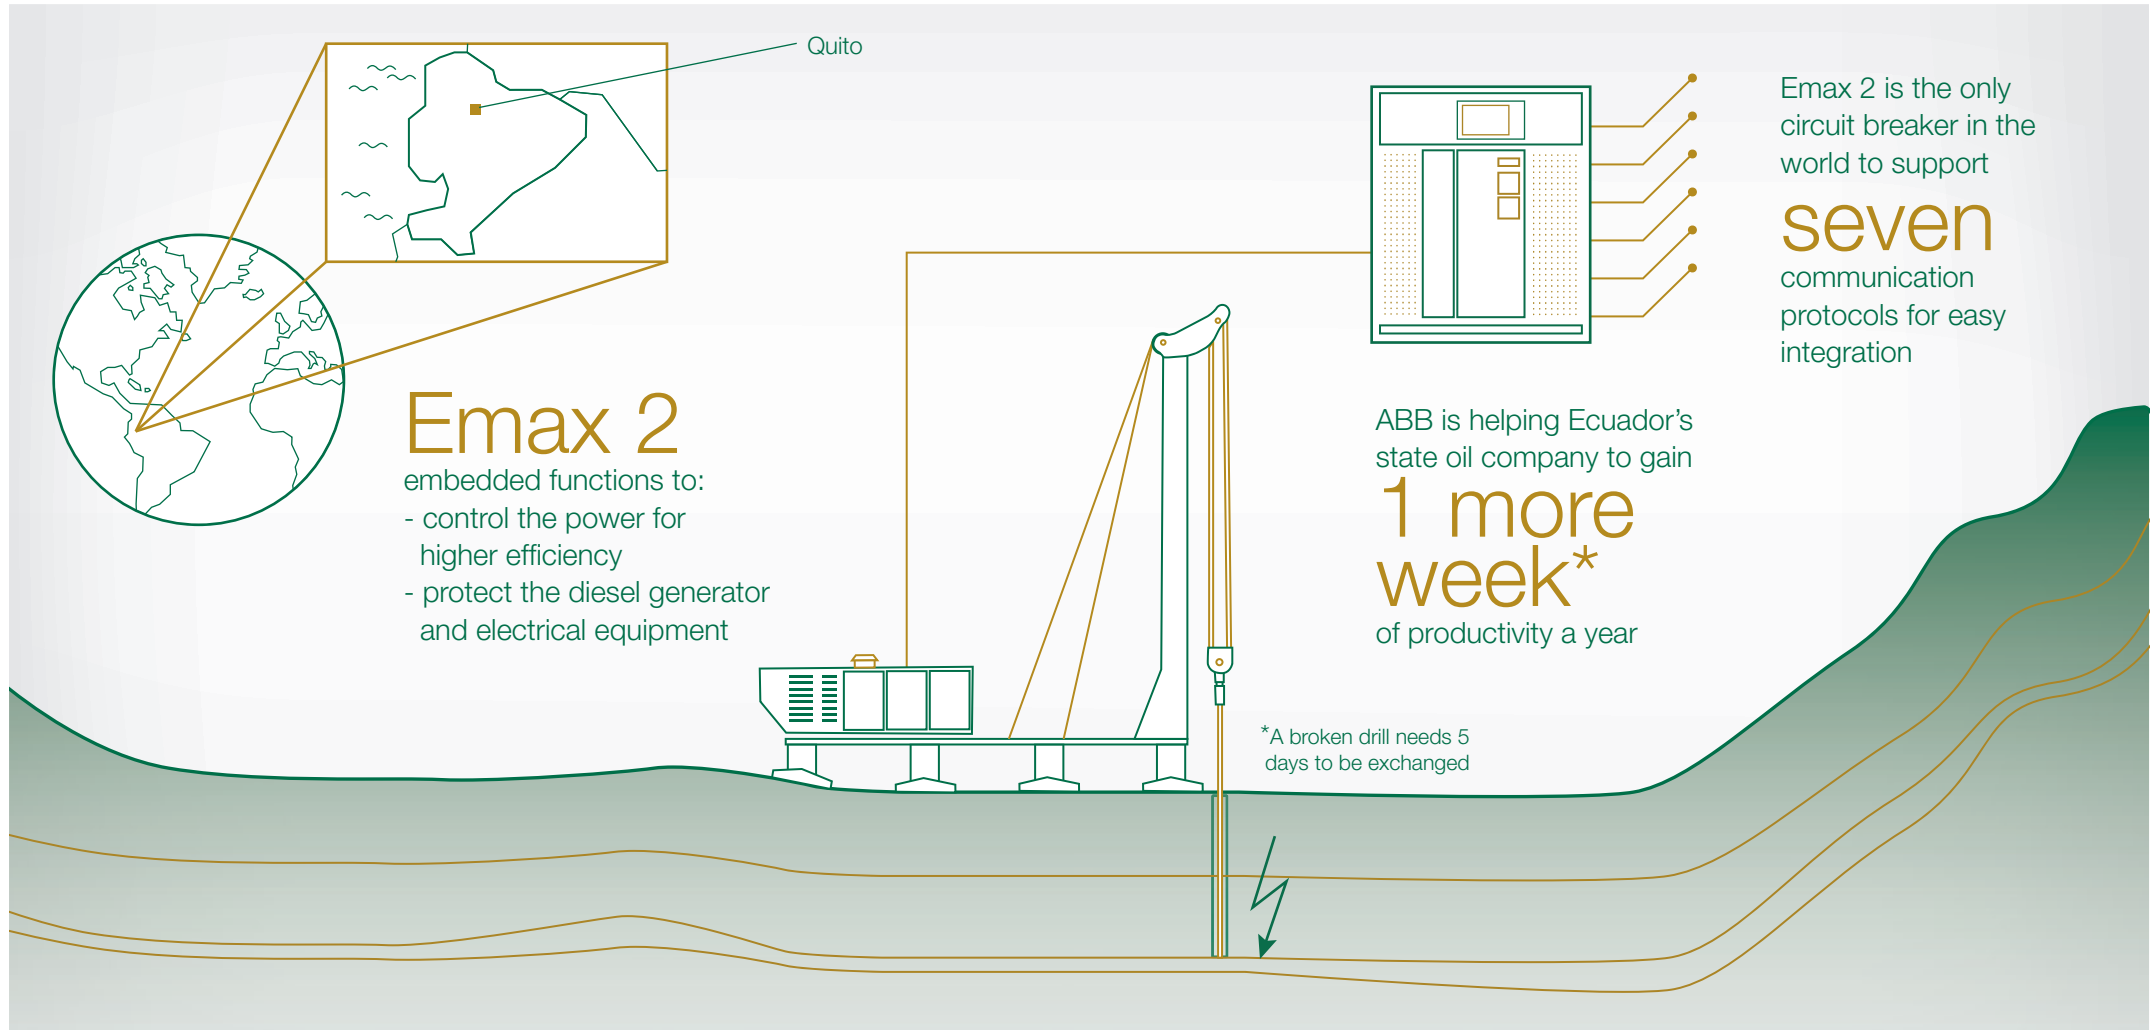 Quito
Emax 2 is the only
circuit breaker in the
world to support
seven
communication
protocols for easy
integration
Emax 2
embedded functions to:
- control the power for
higher efficiency
- protect the diesel generator
and electrical equipment
ABB is helping Ecuador’s
state oil company to gain
1 more
week*
of productivity a year
*A broken drill needs 5
days to be exchanged